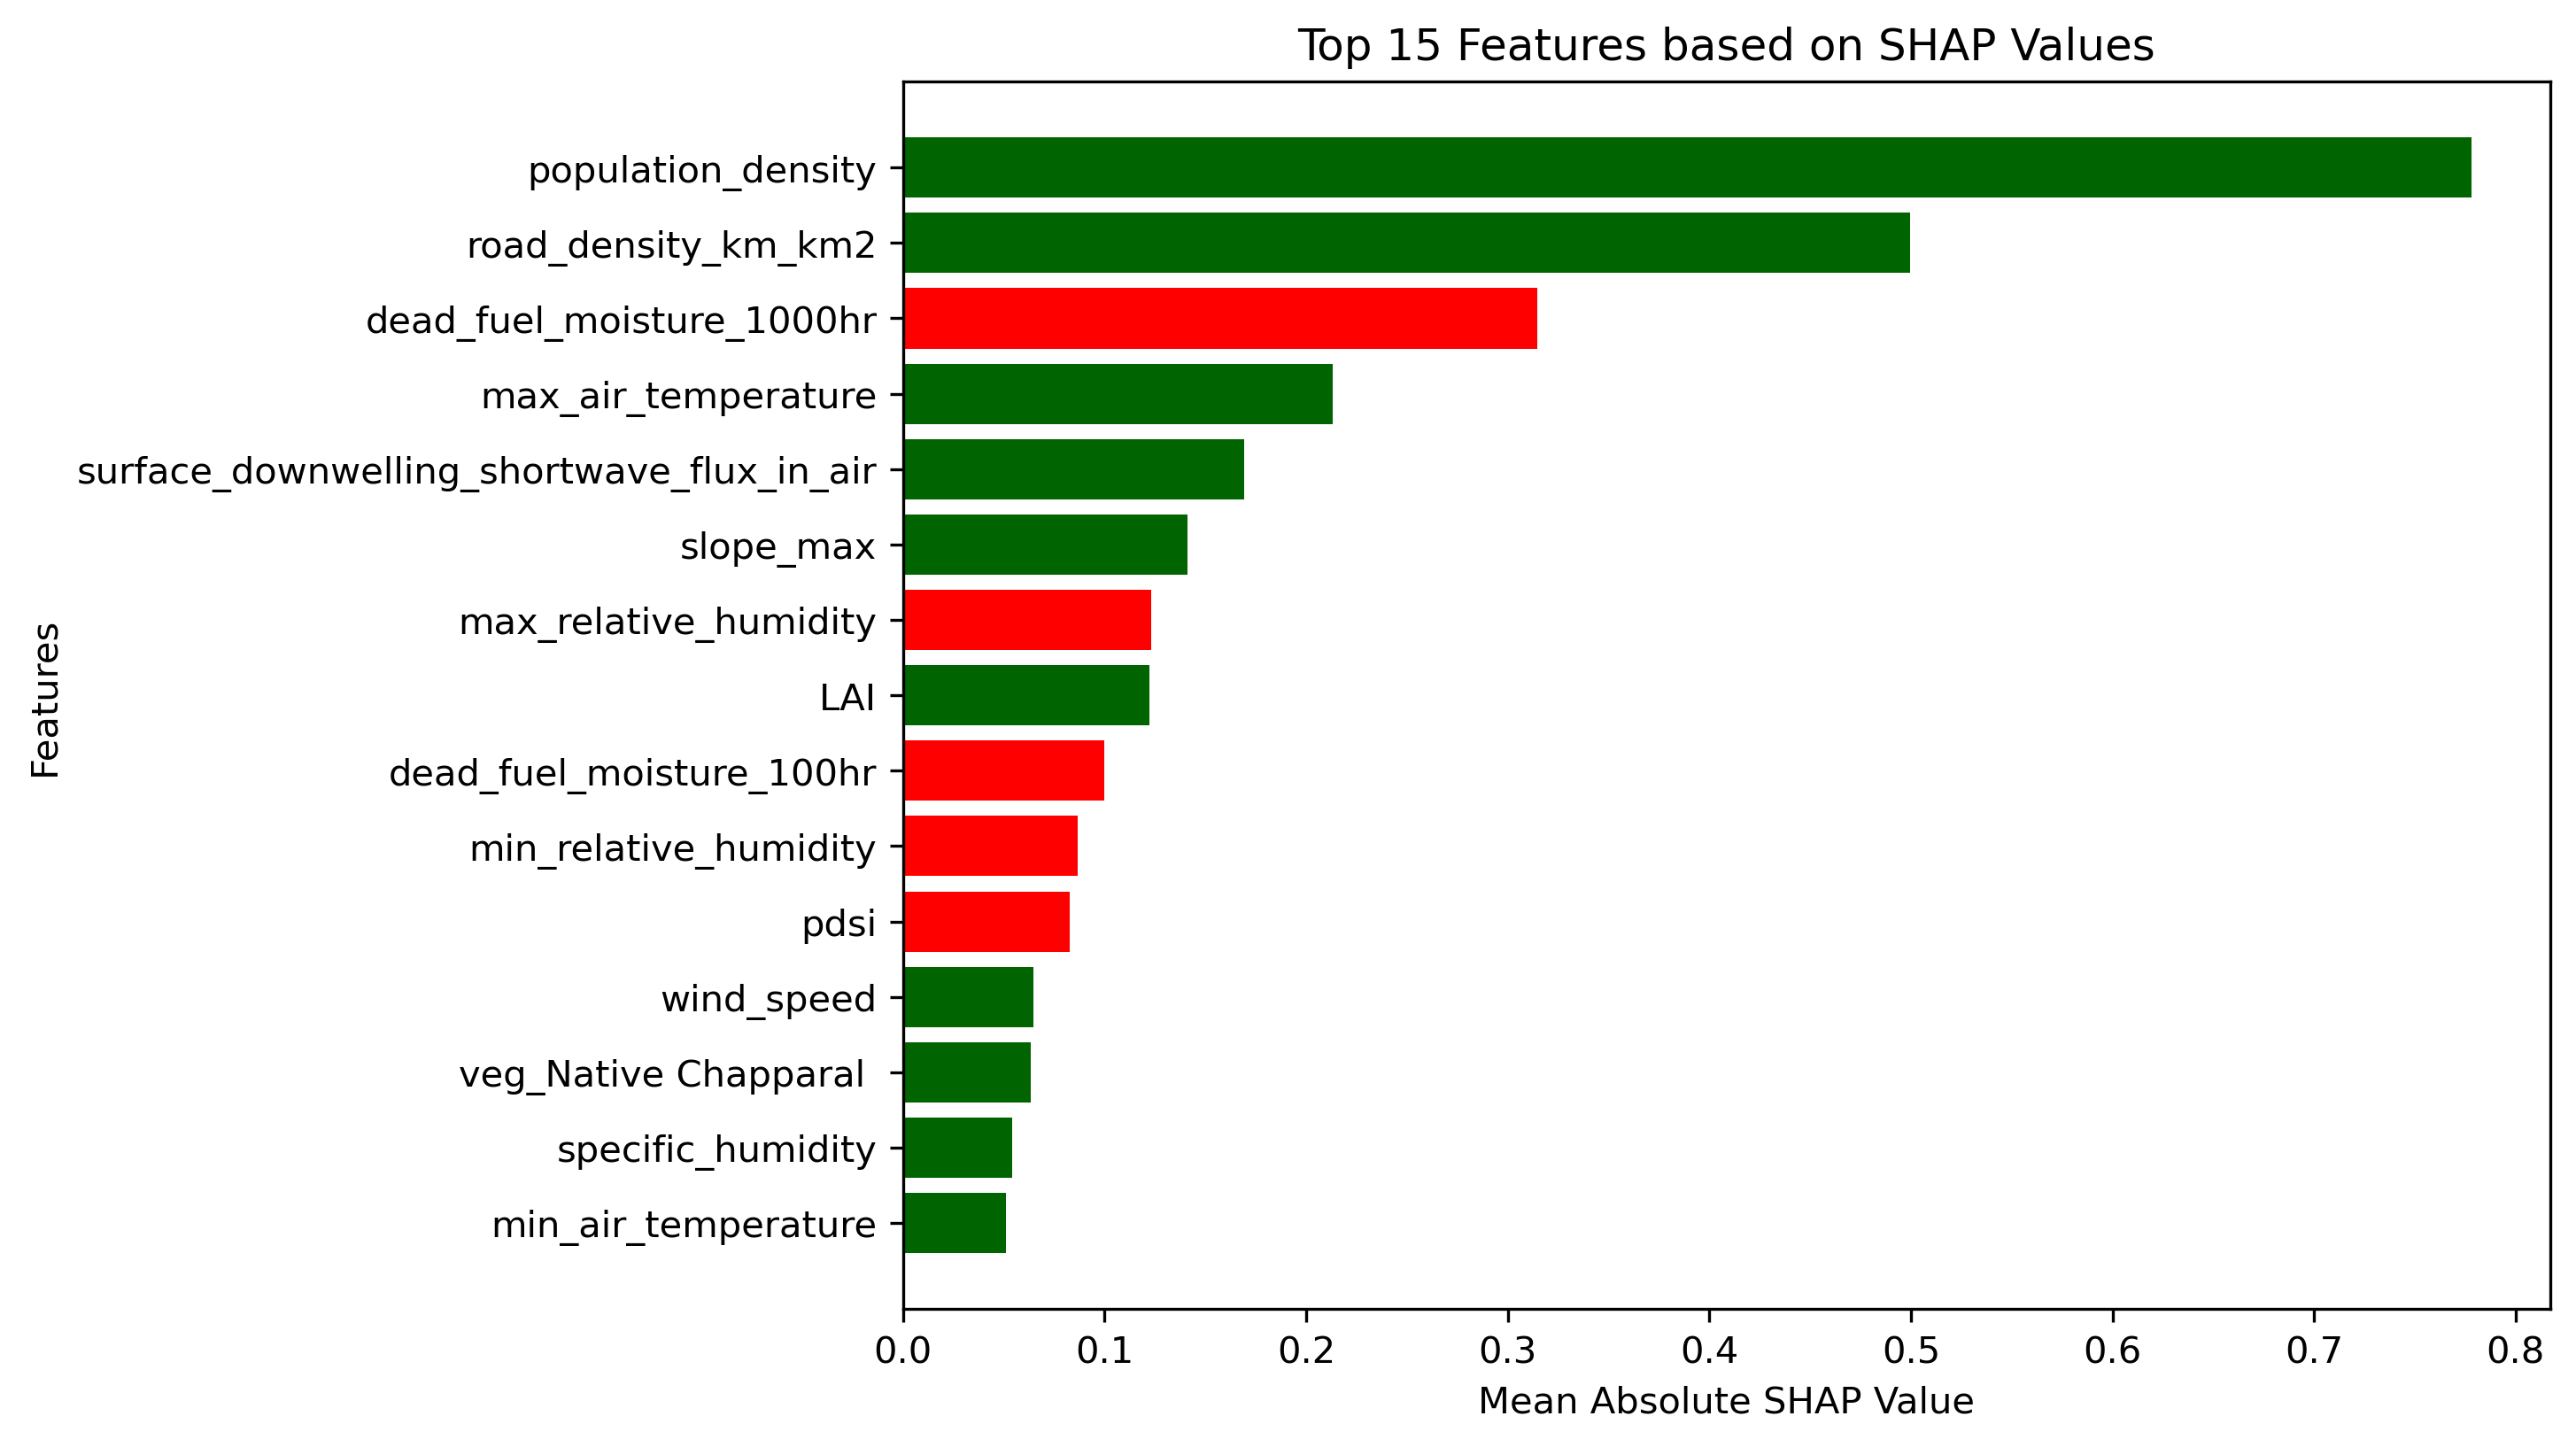 Top 15 Features based on SHAP Values
population_density
road_density_km_km2
dead_fuel_moisture_1000hr
max_air_temperature
surface_downwelling_shortwave_flux_in_air
slope_max
max_relative_humidity
LAI
dead_fuel_moisture_100hr
min_relative_humidity
pdsi
wind_speed
veg_Native Chapparal
specific_humidity
min_air_temperature
Features
0.0 0.1 0.2 0.3 0.4 0.5 0.6 0.7 0.8
Mean Absolute SHAP Value